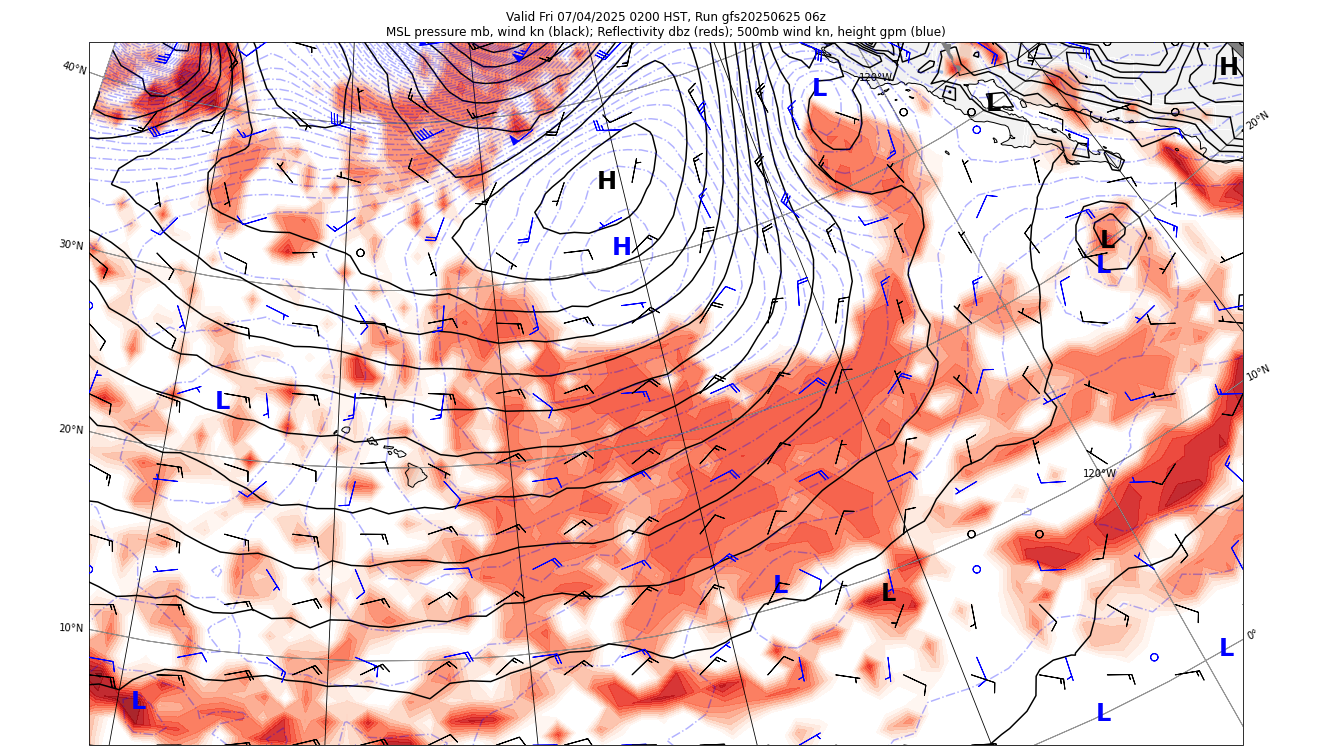 Valid Fri 07/04/2025 0200 HST, Run gfs20250625 06z
MSL pressure mb, wind kn (black); Reflectivity dbz (reds); 500mb wind kn, height gpm (blue)
40°N
120°W
H
L
L
20°N
H
30°N
H
L
L
10°N
L
20°N
120°W
L
L
10°N
0°
L
L
L